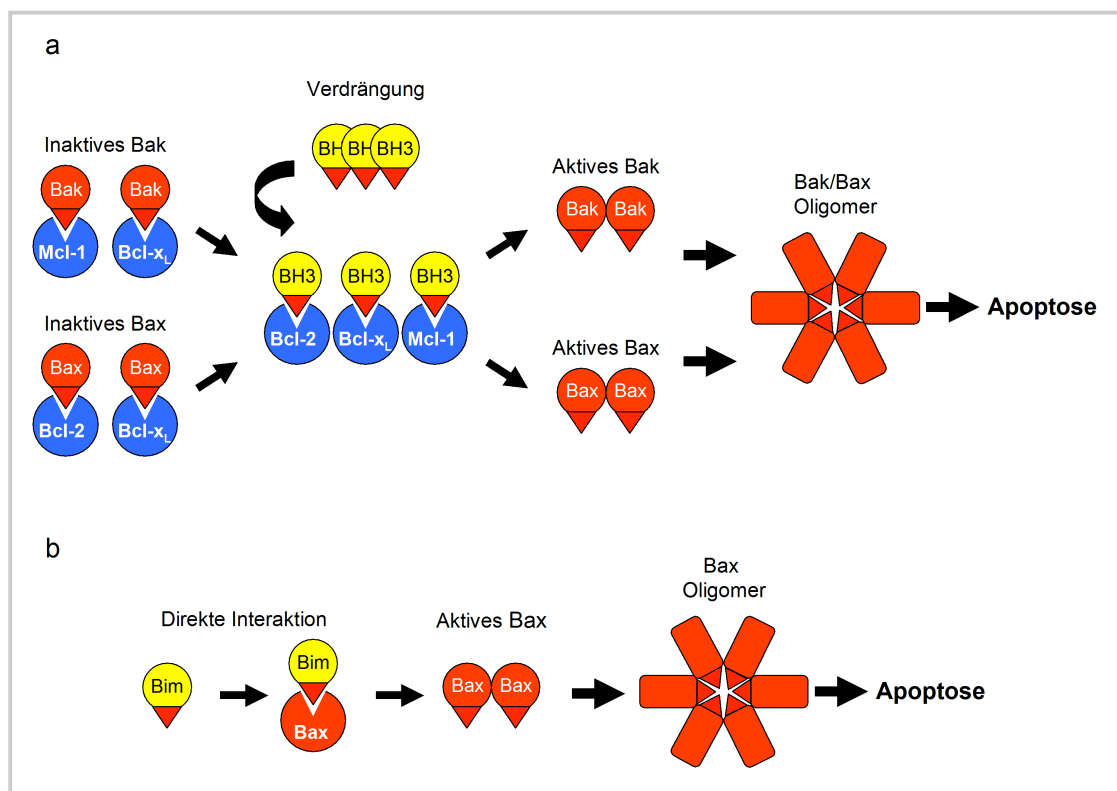 a
Verdrängung
Inaktives Bak
BH BH BH3
Bak Bak
Mcl-1 Bcl-xL
Aktives Bak
Bak Bak
Bak/Bax
Oligomer
BH3 BH3 BH3
Bcl-2 Bcl-xL Mcl-1
Apoptose
Inaktives Bax
Bax Bax
Bcl-2 Bcl-xL
Aktives Bax
Bax Bax
b
Direkte Interaktion
Bim
Bim
Bax
Aktives Bax
Bax Bax
Bax
Oligomer
Apoptose